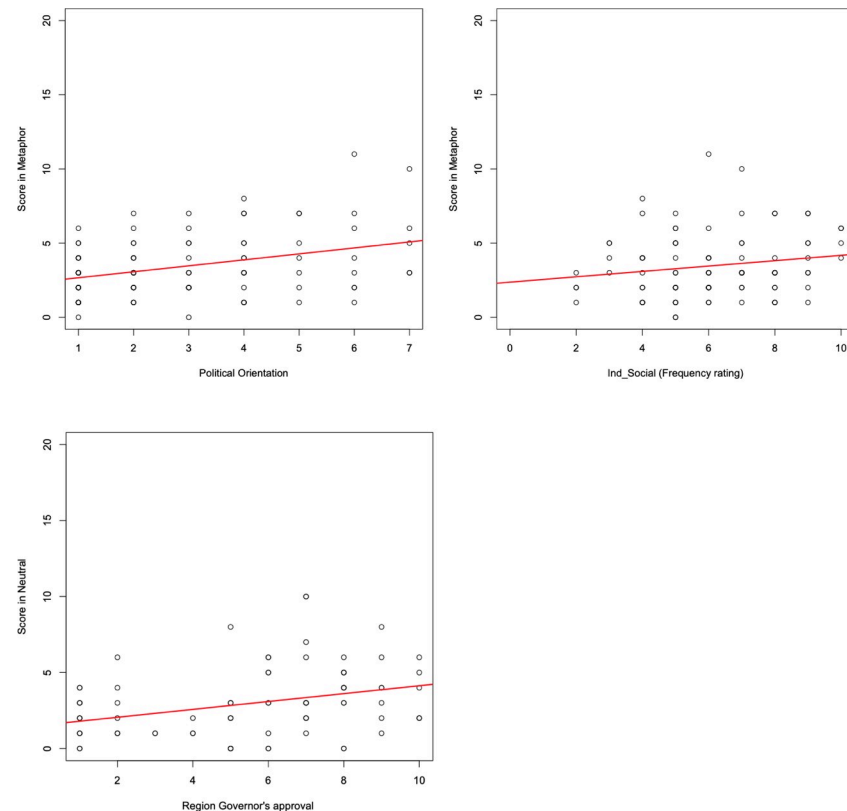 Score in Metaphor
20
15
10
5
0
1 2 3 4 5 6 7
Political Orientation
Score in Metaphor
20
15
10
5
0
0 2 4 6 8 10
Ind_Social (Frequency rating)
Score in Neutral
20
15
10
5
0
2 4 6 8 10
Region Governor's approval